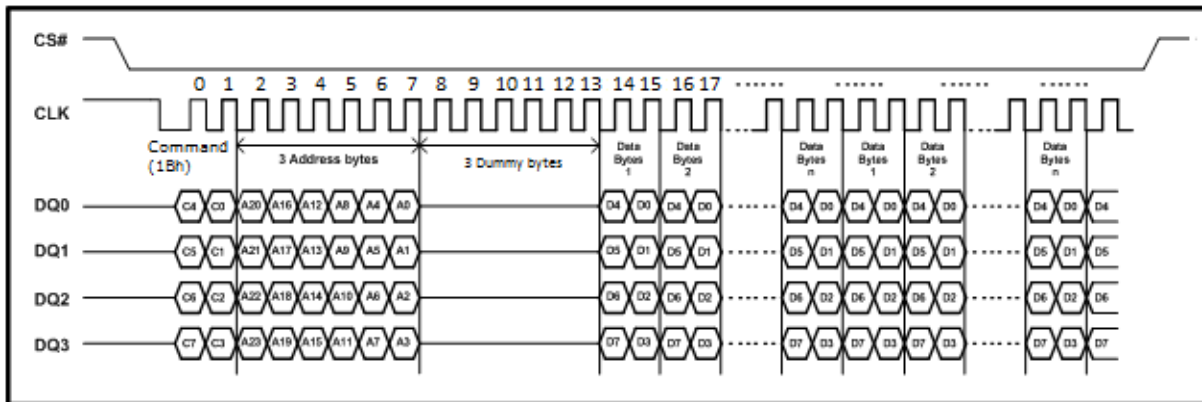 CS#
0 1 2 3 4 5 6 7 8 9 10 11 12 13 14 15 16 17
CLK
Command
(1Bh)
3 Address bytes
3 Dummy bytes
Data
Bytes
1
Data
Bytes
2
Data
Bytes
n
Data
Bytes
1
Data
Bytes
2
Data
Bytes
n
DQ0 C4 C0 A20 A16 A12 A8 A4 A0 D4 D0 D4 D0 D4 D0 D4 D0 D4 D0 D4 D0 D4
DQ1 C5 C1 A21 A17 A13 A9 A5 A1 D5 D1 D5 D1 D5 D1 D5 D1 D5 D1 D5 D1 D5
DQ2 C6 C2 A22 A18 A14 A10 A6 A2 D6 D2 D6 D2 D6 D2 D6 D2 D6 D2 D6 D2 D6
DQ3 C7 C3 A23 A19 A15 A11 A7 A3 D7 D3 D7 D3 D7 D3 D7 D3 D7 D3 D7 D3 D7